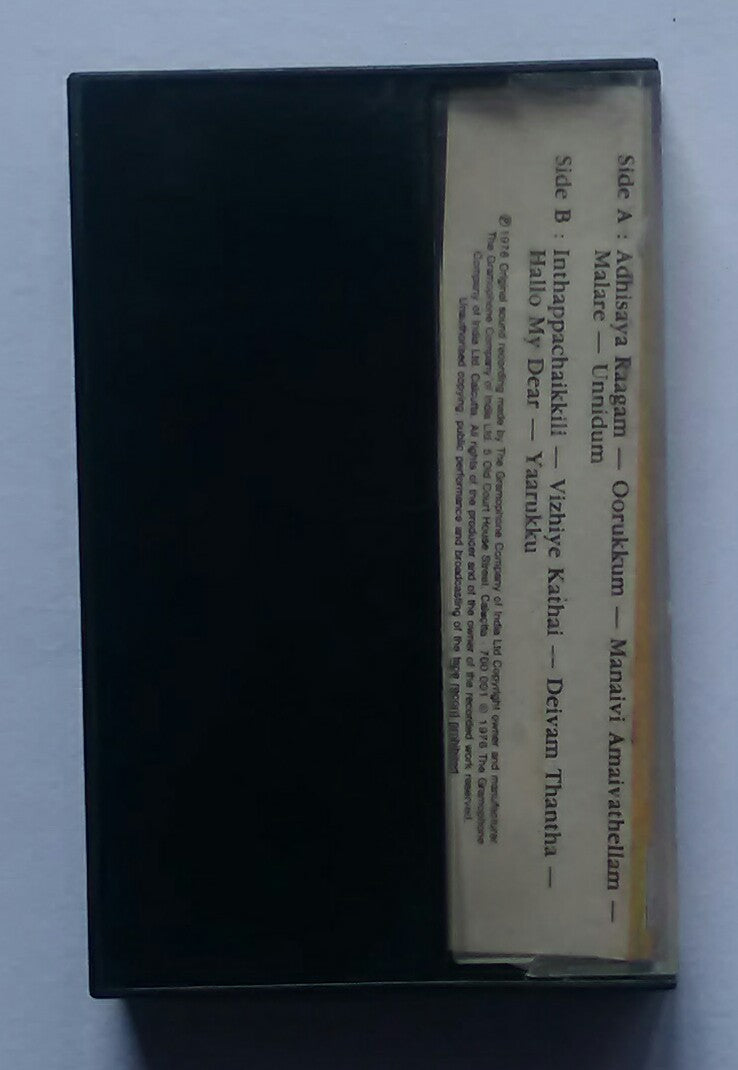 Side A : Adhisaya Raagam — Oorukkum — Manaivi Amaivathellam —
Malare — Unnidum
Side B : Inthappachaikkili — Vizhiye Kathai — Deivam Thantha —
Hallo My Dear — Yaarukku
℗ 1976 Original sound recording made by The Gramophone Company of India Ltd Copyright owner and manufacturer
The Gramophone Company of India Ltd. 5 Old Court House Street, Calcutta - 700 001 © 1976 The Gramophone
Company of India Ltd. Calcutta. All rights of the producer and of the owner of the recorded work reserved.
Unauthorised copying, public performance and broadcasting of the tape record prohibited